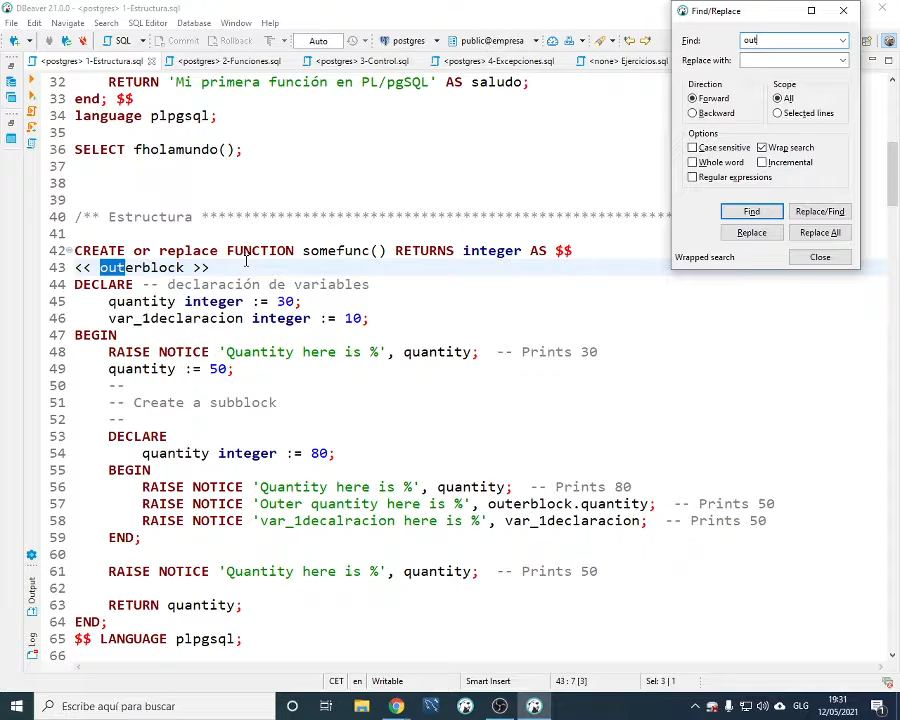 DBeaver 21.0.0 - <postgres> 1-Estructura.sql
File Edit Navigate Search SQL Editor Database Window Help
SQL Commit Rollback T Auto postgres public@empresa
<postgres> 1-Estructura.sql <postgres> 2-Funciones.sql <postgres> 3-Control.sql <postgres> 4-Excepciones.sql <none> Ejercicios.sql
32 RETURN 'Mi primera función en PL/pgSQL' AS saludo;
33 end; $$
34 language plpgsql;
35
36 SELECT fholamundo();
37
38
39
40 /** Estructura ********************************************************
41
42 CREATE or replace FUNCTION somefunc() RETURNS integer AS $$
43 << outerblock >>
44 DECLARE -- declaración de variables
45 quantity integer := 30;
46 var_1declaracion integer := 10;
47 BEGIN
48 RAISE NOTICE 'Quantity here is %', quantity; -- Prints 30
49 quantity := 50;
50 --
51 -- Create a subblock
52 --
53 DECLARE
54 quantity integer := 80;
55 BEGIN
56 RAISE NOTICE 'Quantity here is %', quantity; -- Prints 80
57 RAISE NOTICE 'Outer quantity here is %', outerblock.quantity; -- Prints 50
58 RAISE NOTICE 'var_1decalracion here is %', var_1declaracion; -- Prints 50
59 END;
60
61 RAISE NOTICE 'Quantity here is %', quantity; -- Prints 50
62
63 RETURN quantity;
64 END;
65 $$ LANGUAGE plpgsql;
66
Output
Log
Find/Replace
Find: out
Replace with:
Direction Scope
Forward All
Backward Selected lines
Options
Case sensitive Wrap search
Whole word Incremental
Regular expressions
Find Replace/Find
Replace Replace All
Wrapped search Close
CET en Writable Smart Insert 43 : 7 [3] Sel: 3 | 1
Escribe aquí para buscar
GLG 19:31
12/05/2021 1